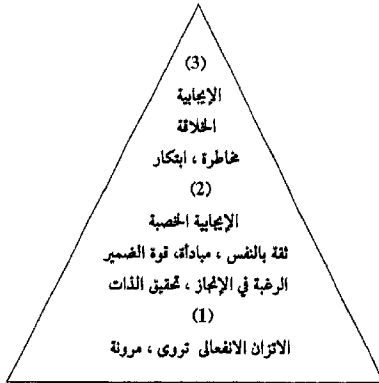 (3)
الإيجابية
الخلاقة
مخاطرة ، ابتكار
(2)
الإيجابية الخصبة
ثقة بالنفس ، مبادأة، قوة الضمير
الرغبة في الإنجاز ، تحقيق الذات
(1)
الاتزان الانفعالى تروى ، مرونة